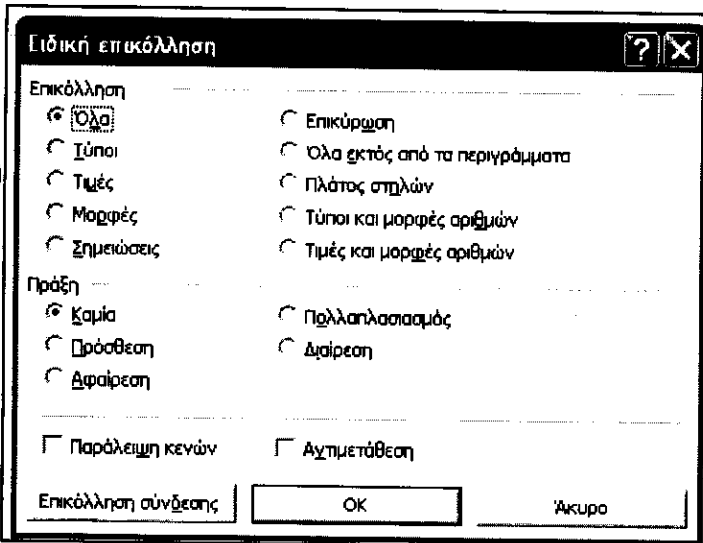 Ειδική επικόλληση
Επικόλληση
Όλα
Επικύρωση
Τύποι
Όλα εκτός από τα περιγράμματα
Τιμές
Πλάτος στηλών
Μορφές
Τύποι και μορφές αριθμών
Σημειώσεις
Τιμές και μορφές αριθμών
Πράξη
Καμία
Πολλαπλασιασμός
Πρόσθεση
Διαίρεση
Αφαίρεση
Παράλειψη κενών
Αντιμετάθεση
Επικόλληση σύνδεσης
OK
Άκυρο